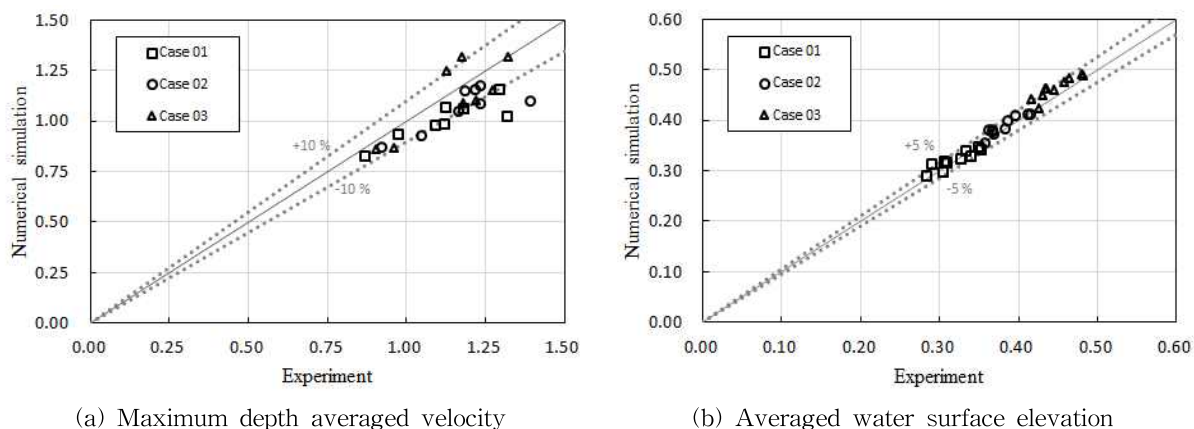 1.50
1.25
1.00
0.75
0.50
0.25
0.00
Numerical simulation
Case 01
Case 02
Case 03
+10 %
-10 %
0.00 0.25 0.50 0.75 1.00 1.25 1.50
Experiment
(a) Maximum depth averaged velocity
0.60
0.50
0.40
0.30
0.20
0.10
0.00
Numerical simulation
Case 01
Case 02
Case 03
+5 %
-5 %
0.00 0.10 0.20 0.30 0.40 0.50 0.60
Experiment
(b) Averaged water surface elevation